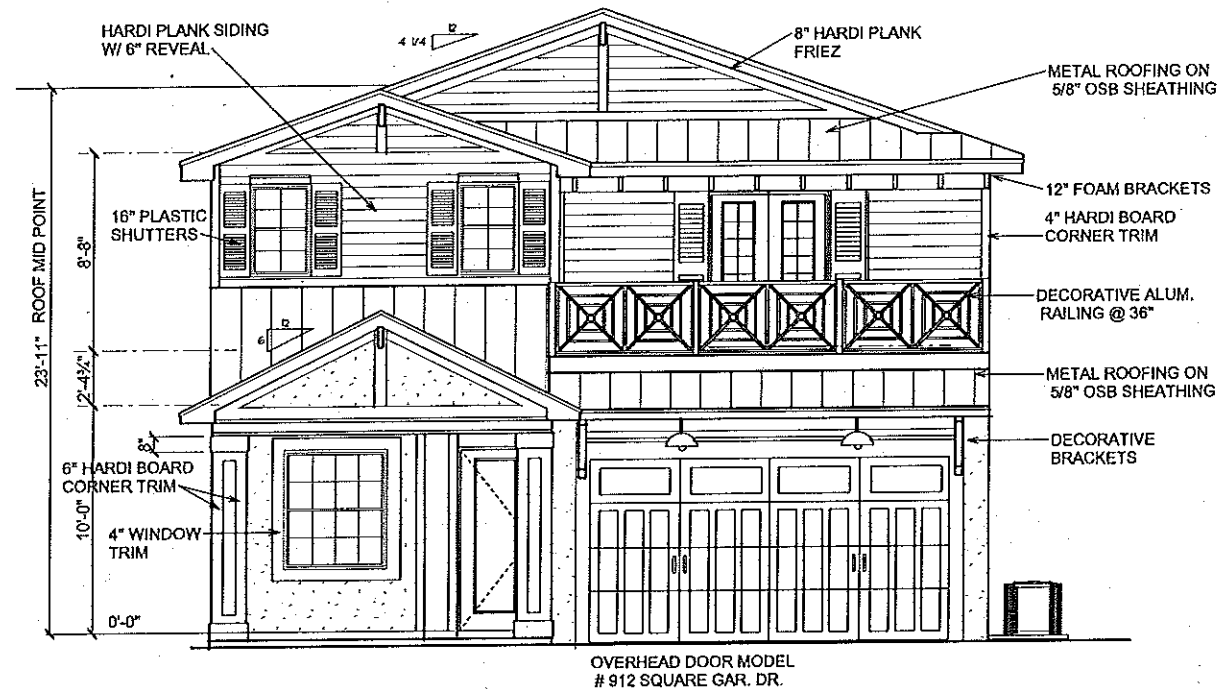 HARDI PLANK SIDING
W/ 6" REVEAL
12
4 1/4
8" HARDI PLANK
FRIEZ
METAL ROOFING ON
5/8" OSB SHEATHING
12" FOAM BRACKETS
4" HARDI BOARD
CORNER TRIM
16" PLASTIC
SHUTTERS
23'-11" ROOF MID POINT
8'-8"
2'-4¾"
10'-0"
0'-0"
12
6
DECORATIVE ALUM.
RAILING @ 36"
METAL ROOFING ON
5/8" OSB SHEATHING
DECORATIVE
BRACKETS
8"
6" HARDI BOARD
CORNER TRIM
4" WINDOW
TRIM
OVERHEAD DOOR MODEL
# 912 SQUARE GAR. DR.